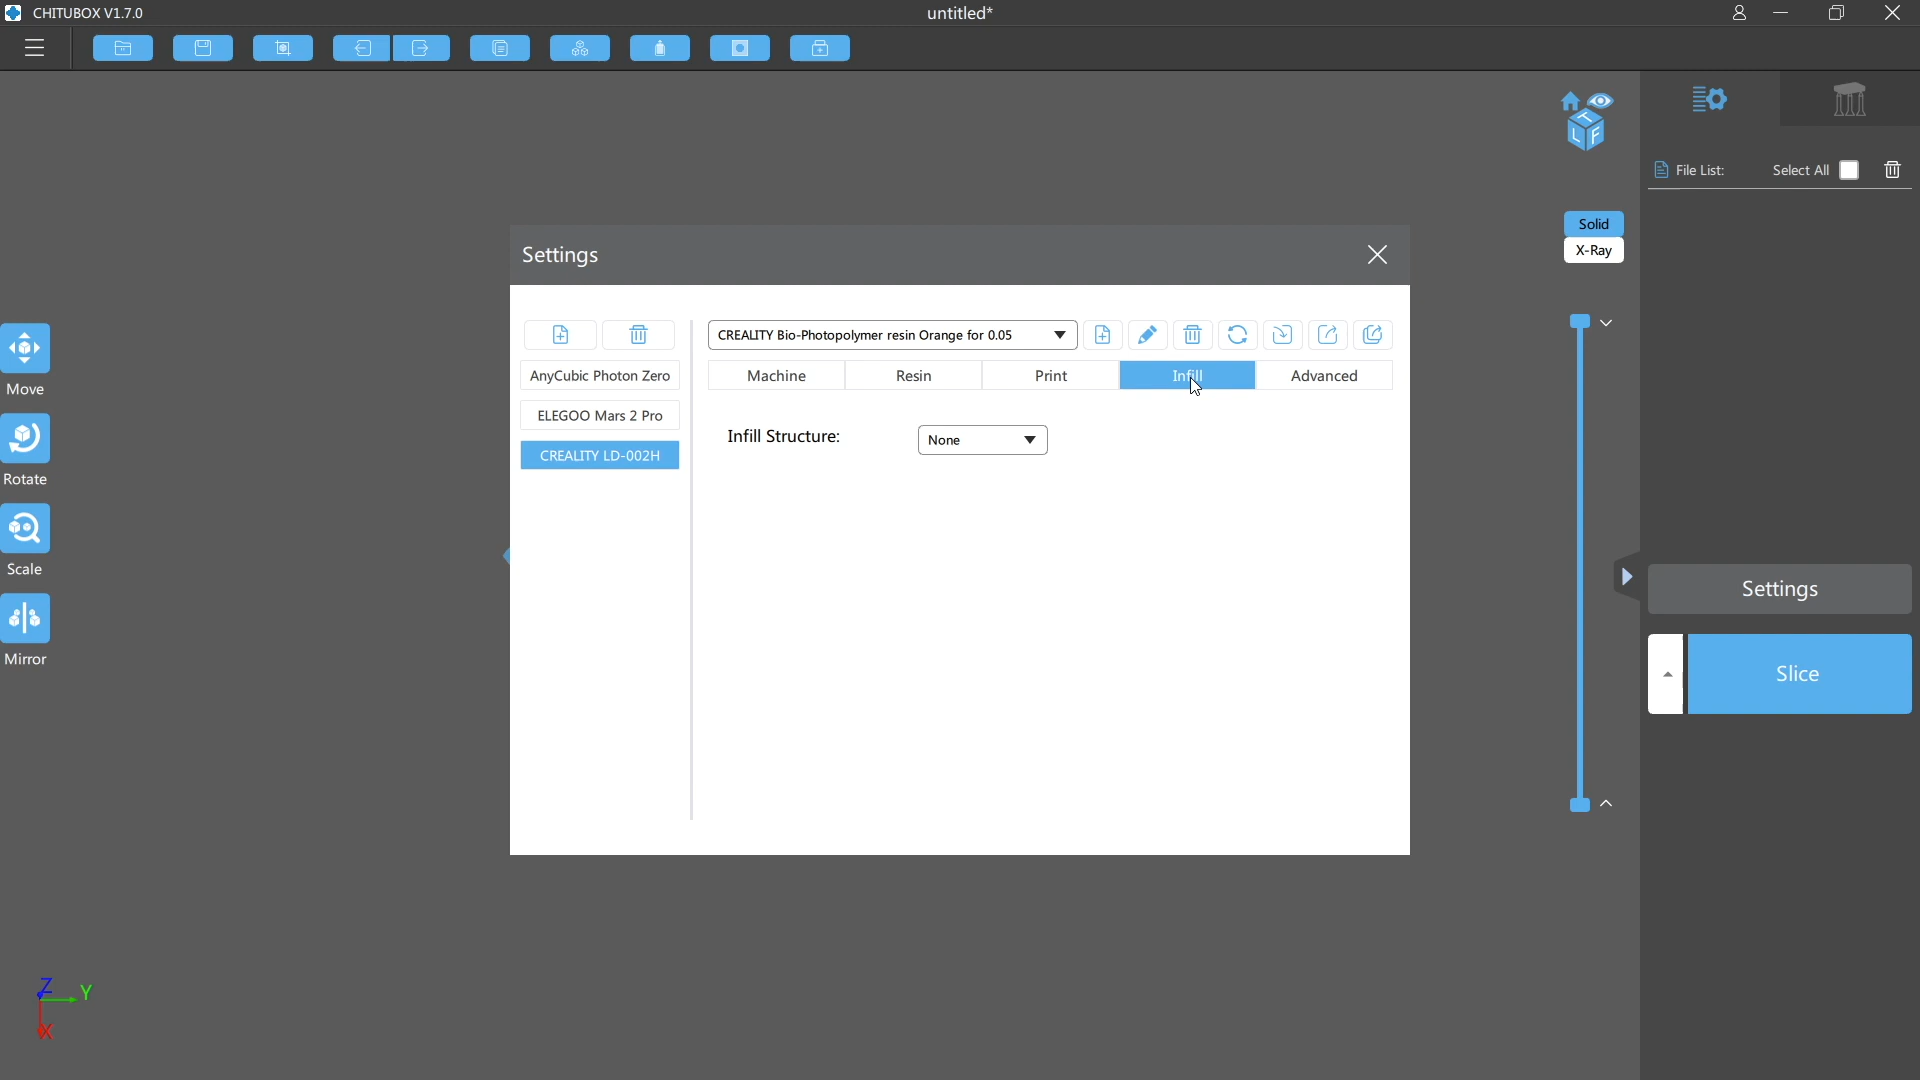 CHITUBOX V1.7.0
untitled*
File List:
Select All
Solid
X-Ray
Settings
CREALITY Bio-Photopolymer resin Orange for 0.05
AnyCubic Photon Zero
ELEGOO Mars 2 Pro
CREALITY LD-002H
Machine
Resin
Print
Infill
Advanced
Infill Structure:
None
Move
Rotate
Scale
Mirror
Settings
Slice
T
L F
Z
Y
X